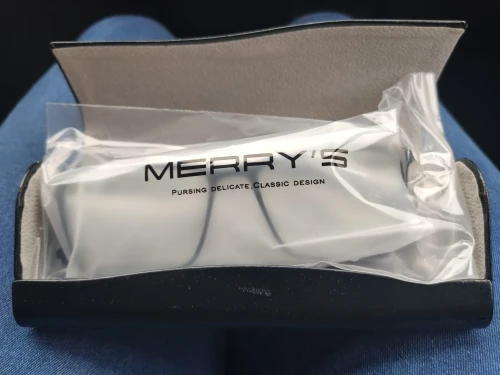 MERRY'S
PURSING DELICATE,CLASSIC DESIGN